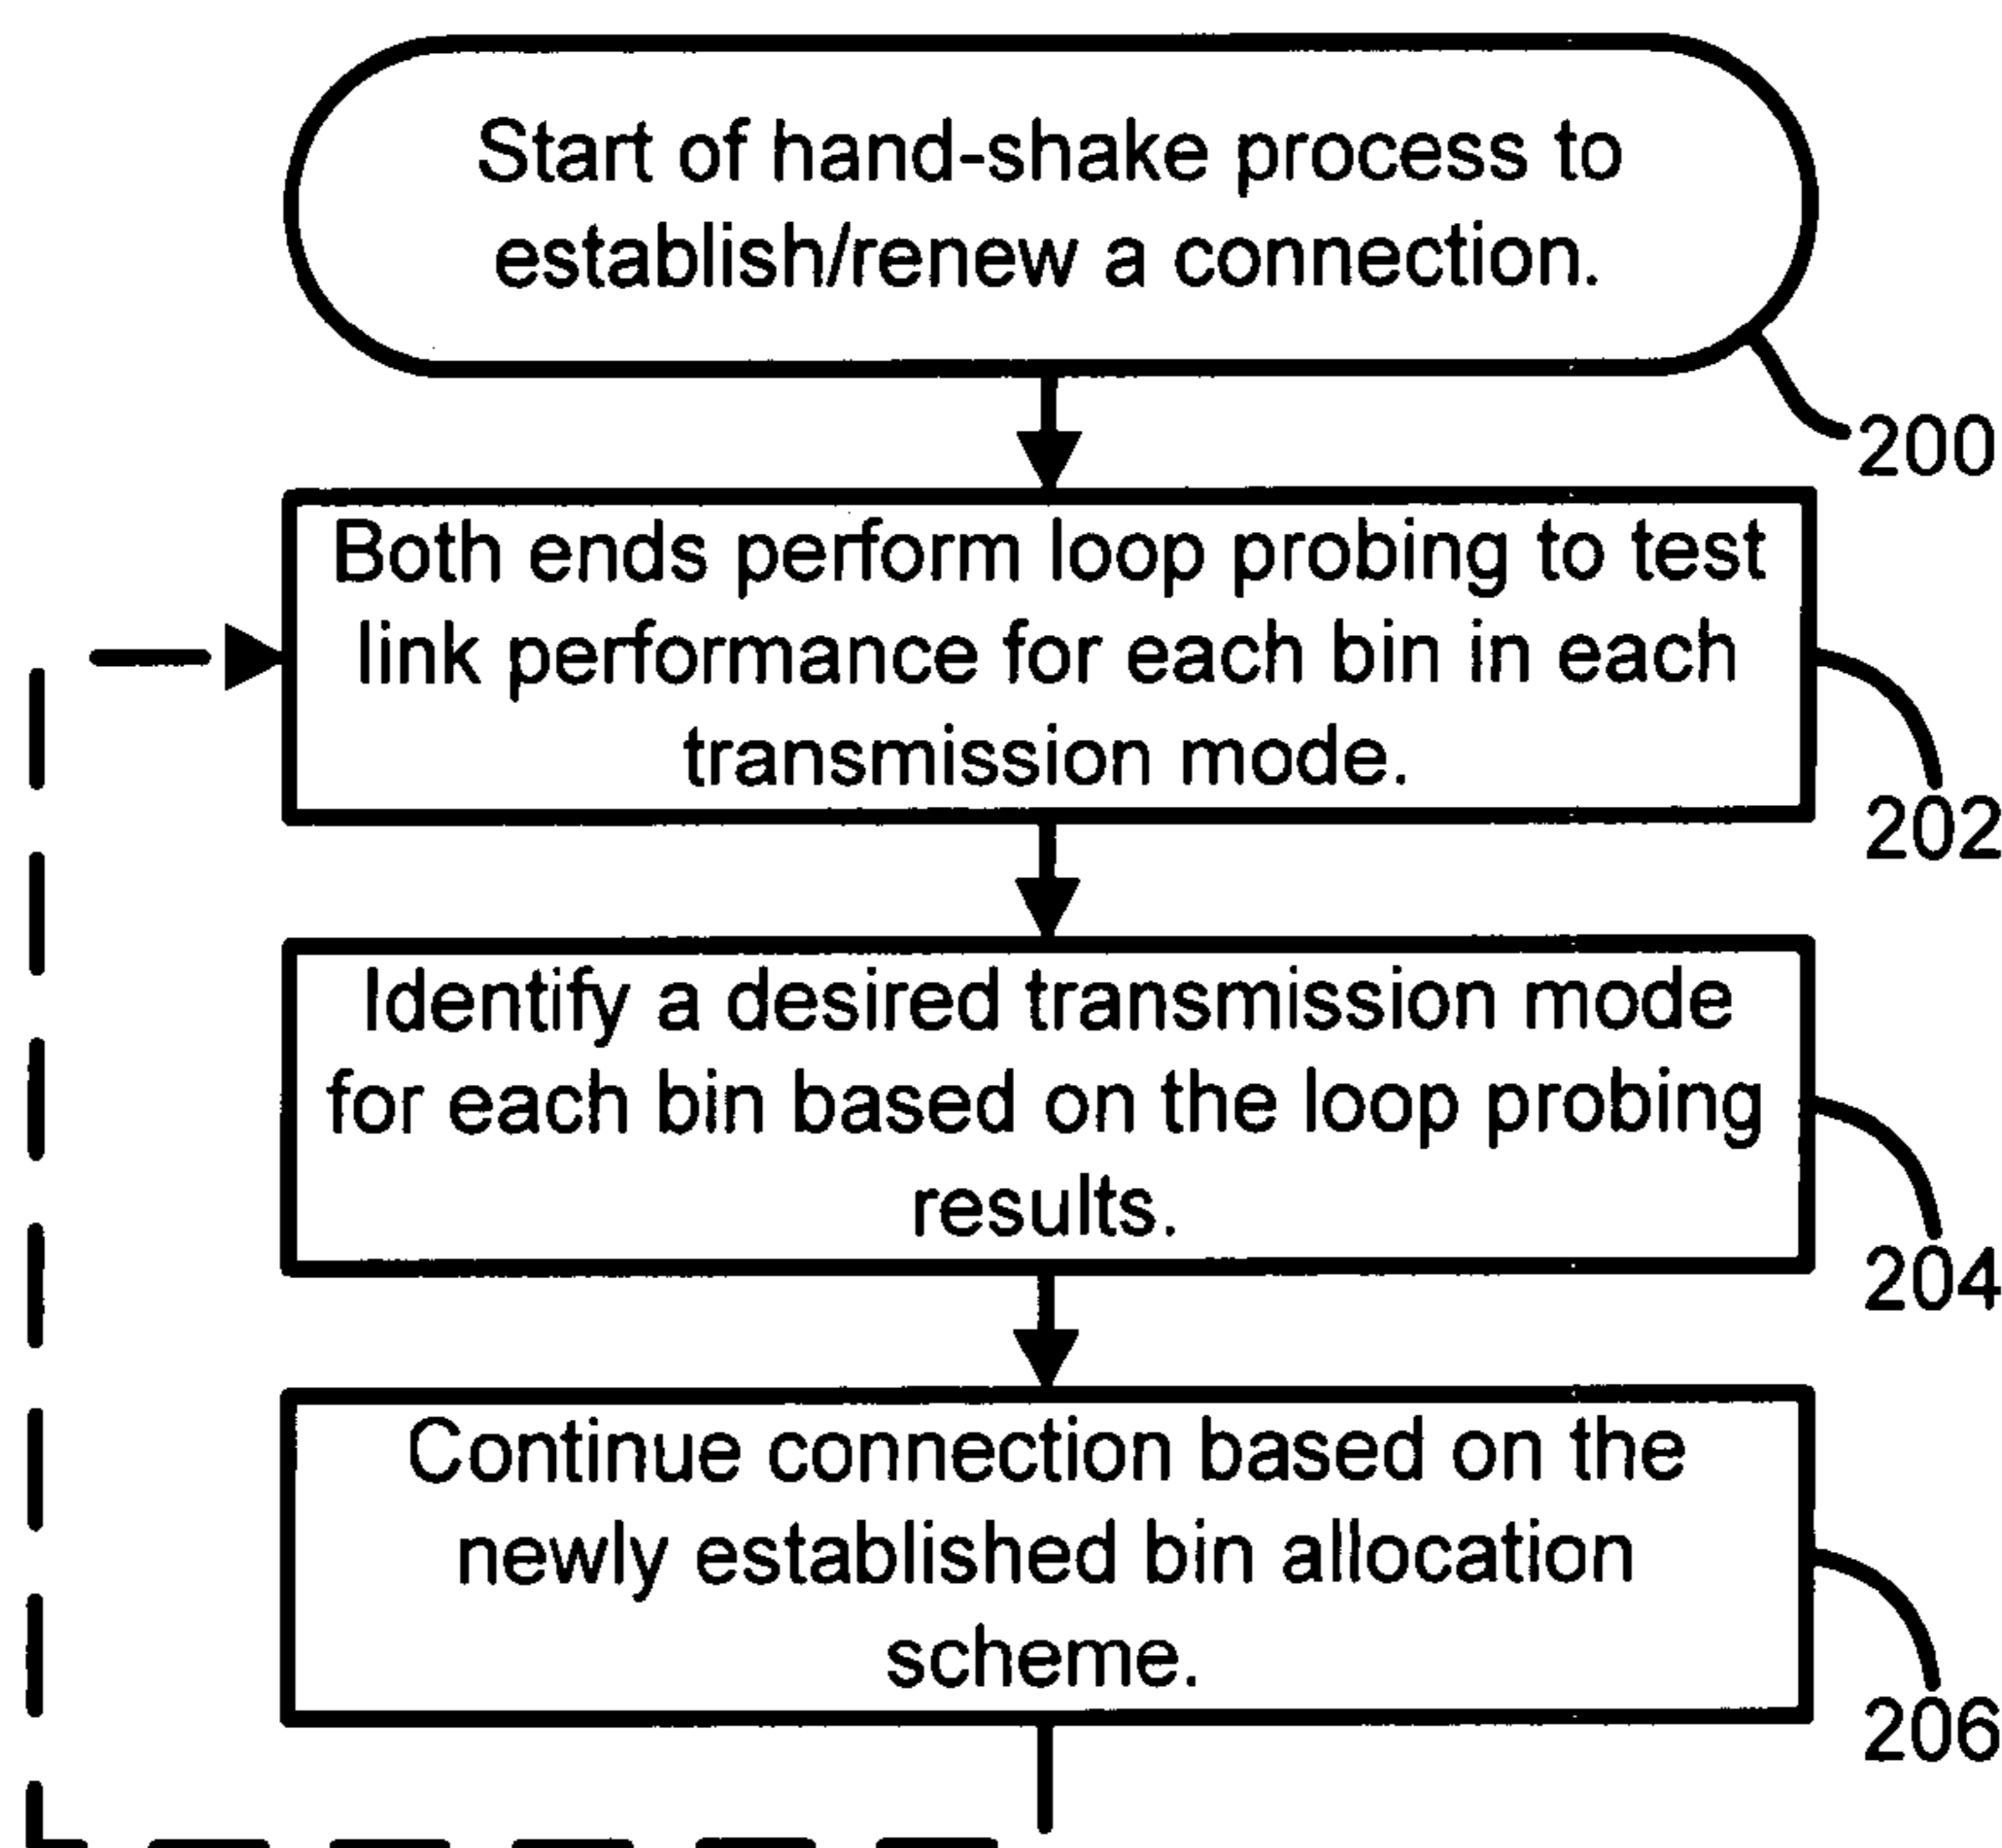 Start of hand-shake process to
establish/renew a connection.
200
Both ends perform loop probing to test
link performance for each bin in each
transmission mode.
202
Identify a desired transmission mode
for each bin based on the loop probing
results.
204
Continue connection based on the
newly established bin allocation
scheme.
206